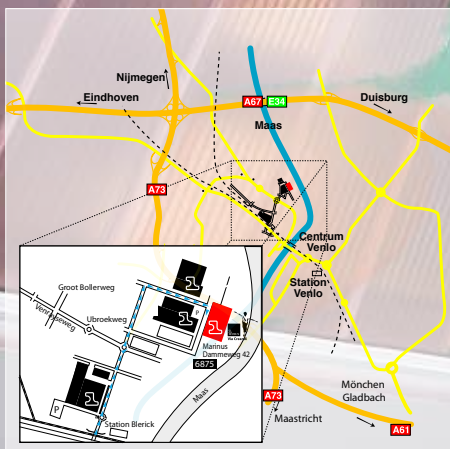 Nijmegen
Eindhoven
A67 E34
Duisburg
Maas
A73
Centrum
Venlo
Station
Venlo
Groot Bollerweg
Venrayseweg
Ubroekweg
P
Marinus
Dammeweg 42
6875
Maas
P
Station Blerick
A73
Maastricht
Mönchen
Gladbach
A61